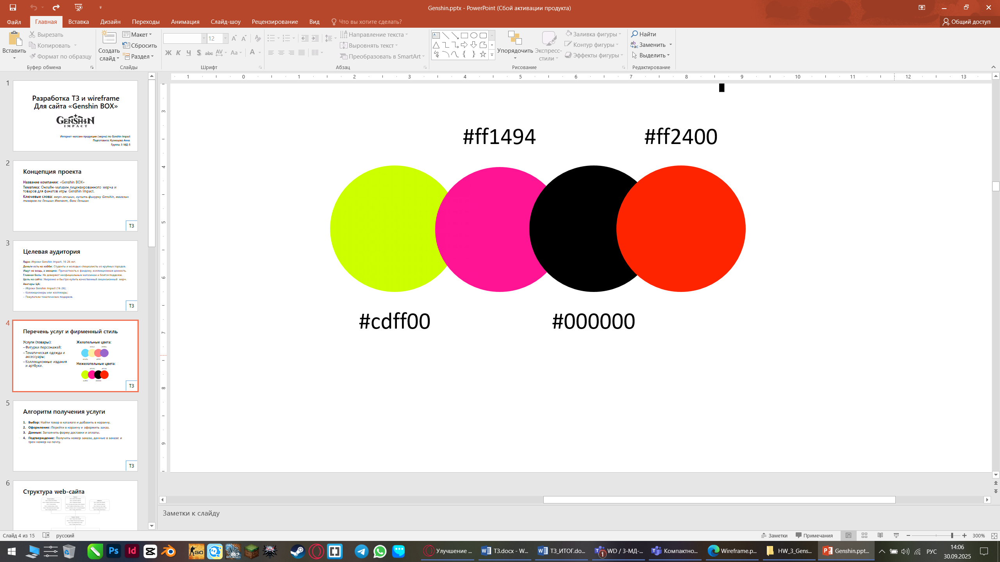 Genshin.pptx - PowerPoint (Сбой активации продукта)
Файл
Главная
Вставка
Дизайн
Переходы
Анимация
Слайд-шоу
Рецензирование
Вид
Что вы хотите сделать?
Общий доступ
Вставить
Вырезать
Копировать
Формат по образцу
Буфер обмена
Создать слайд
Макет
Сбросить
Раздел
Слайды
12
Ж К Ч S abc AV Aa A
Шрифт
Направление текста
Выровнять текст
Преобразовать в SmartArt
Абзац
Упорядочить
Экспресс-стили
Заливка фигуры
Контур фигуры
Эффекты фигуры
Рисование
Найти
Заменить
Выделить
Редактирование
1 0 1 2 3 4 5 6 7 8 9 10 11 12 13
3
4
5
6
7
8
9
1
Разработка ТЗ и wireframe
Для сайта «Genshin BOX»
GENSHIN
IMPACT
Интернет-магазин продукции (мерча) по Genshin Impact
Подготовила: Кузнецова Анна
Группа: 3-МД-5
2
Концепция проекта
Название компании: «Genshin BOX»
Тематика: Онлайн-магазин лицензированного мерча и
товаров для фанатов игры Genshin Impact.
Ключевые слова: мерч геншин, купить фигурку Genshin, магазин
товаров по Геншин Импакт, бокс Геншин
ТЗ
3
Целевая аудитория
Ядро: Игроки Genshin Impact, 16-26 лет.
Деньги есть на хобби: Студенты и молодые специалисты из крупных городов.
Ищут не вещь, а эмоцию: Причастность к фандому, коллекционная ценность.
Главная боль: Не доверяют неофициальным магазинам и боятся подделок.
Цель на сайте: Уверенно и быстро купить качественный лицензионный мерч.
Аватары ЦА:
– Игроки Genshin Impact (16-26);
– Коллекционеры или косплееры;
– Покупатели тематических подарков.
ТЗ
4
Перечень услуг и фирменный стиль
Услуги (товары):
– Фигурки персонажей;
– Тематическая одежда и
аксессуары;
– Коллекционные издания
и артбуки.
Желательные цвета:
Нежелательные цвета:
#ff1494
#ff2400
#cdff00
#000000
ТЗ
5
Алгоритм получения услуги
1. Выбор: Найти товар в каталоге и добавить в корзину.
2. Оформление: Перейти в корзину и оформить заказ.
3. Данные: Заполнить форму доставки и оплаты.
4. Подтверждение: Получить номер заказа, данные о заказе и
трек-номер на почту.
ТЗ
6
Структура web-сайта
#ff1494
#ff2400
#cdff00
#000000
Заметки к слайду
Слайд 4 из 15
русский
Заметки
Примечания
300%
Ps
Id
GO
Улучшение ...
ТЗ.docx - W...
ТЗ_ИТОГ.do...
1
WD / 3-МД-...
Компактно...
Wireframe.p...
HW_3_Gens...
Genshin.ppt...
РУС
14:06
30.09.2025